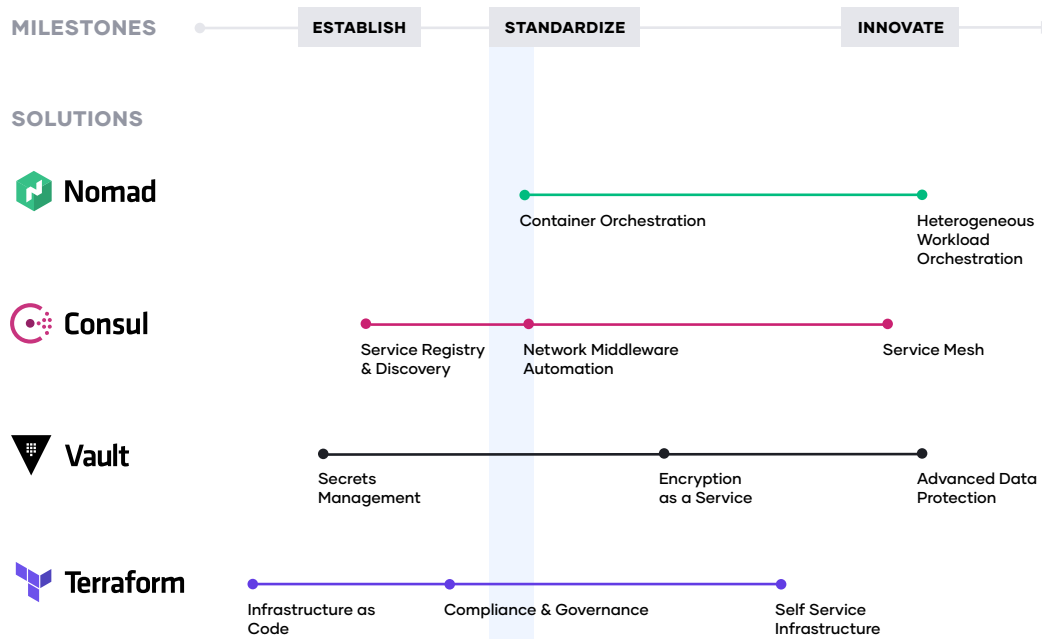 MILESTONES
ESTABLISH
STANDARDIZE
INNOVATE
SOLUTIONS
Nomad
Container Orchestration
Heterogeneous
Workload
Orchestration
Consul
Service Registry
& Discovery
Network Middleware
Automation
Service Mesh
Vault
Secrets
Management
Encryption
as a Service
Advanced Data
Protection
Terraform
Infrastructure as
Code
Compliance & Governance
Self Service
Infrastructure